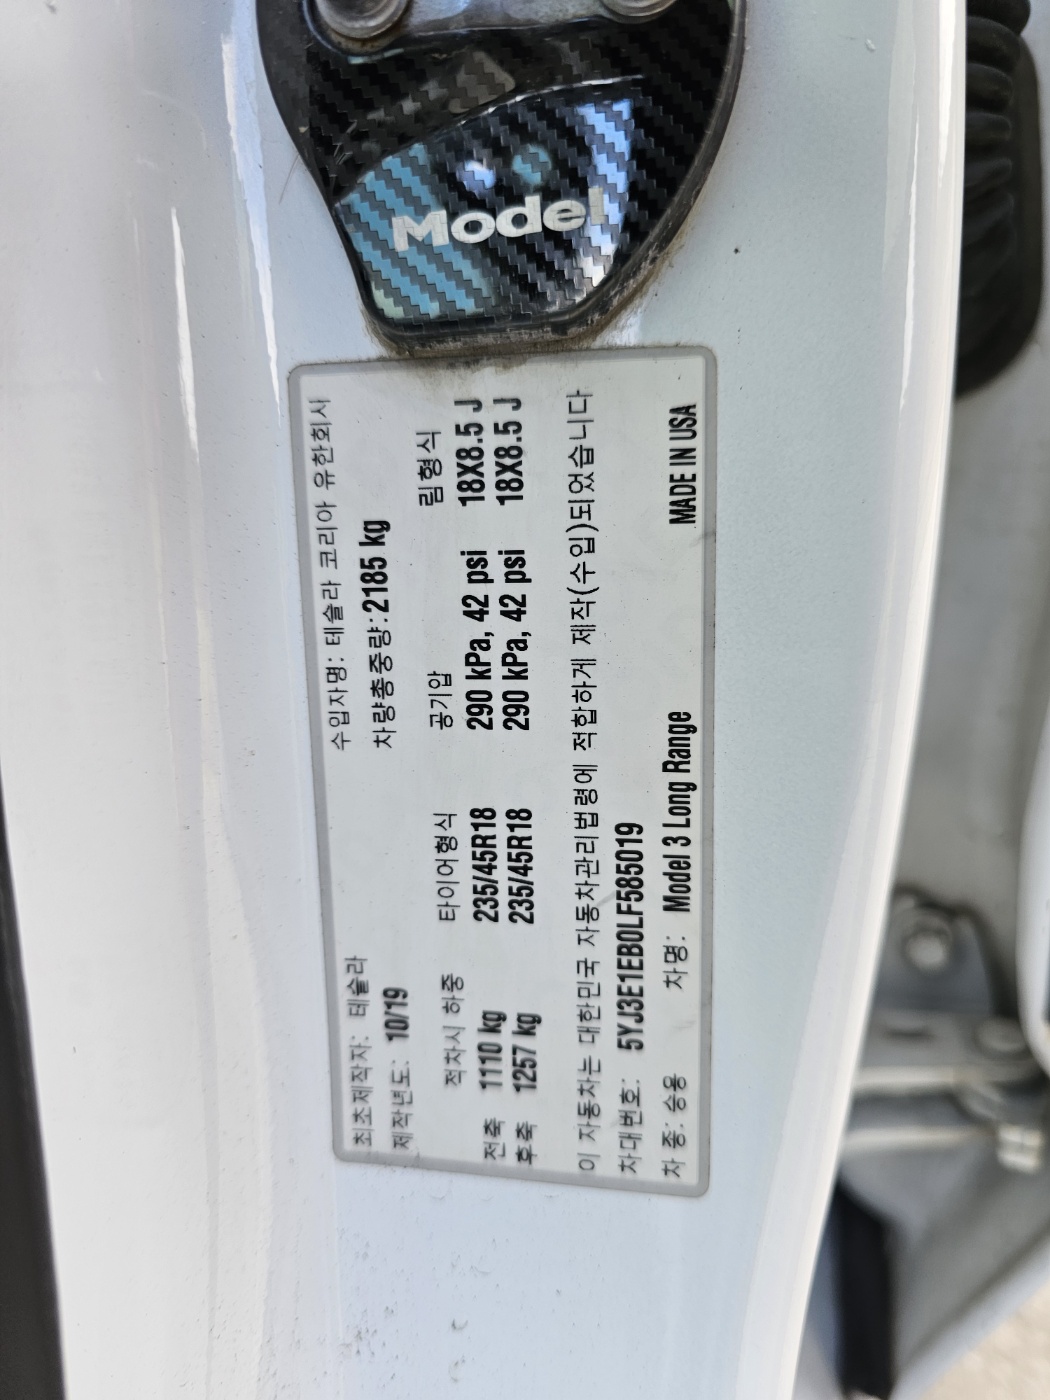 Model
최초제작자: 테슬라 수입자명: 테슬라 코리아 유한회사
제작년도: 10/19 차량총중량:2185 kg
적차시 하중 타이어형식 공기압 림형식
전축 1110 kg 235/45R18 290 kPa, 42 psi 18X8.5 J
후축 1257 kg 235/45R18 290 kPa, 42 psi 18X8.5 J
이 자동차는 대한민국 자동차관리법령에 적합하게 제작(수입)되었습니다
차대번호: 5YJ3E1EB0LF585019
차 종: 승용 차명: Model 3 Long Range MADE IN USA